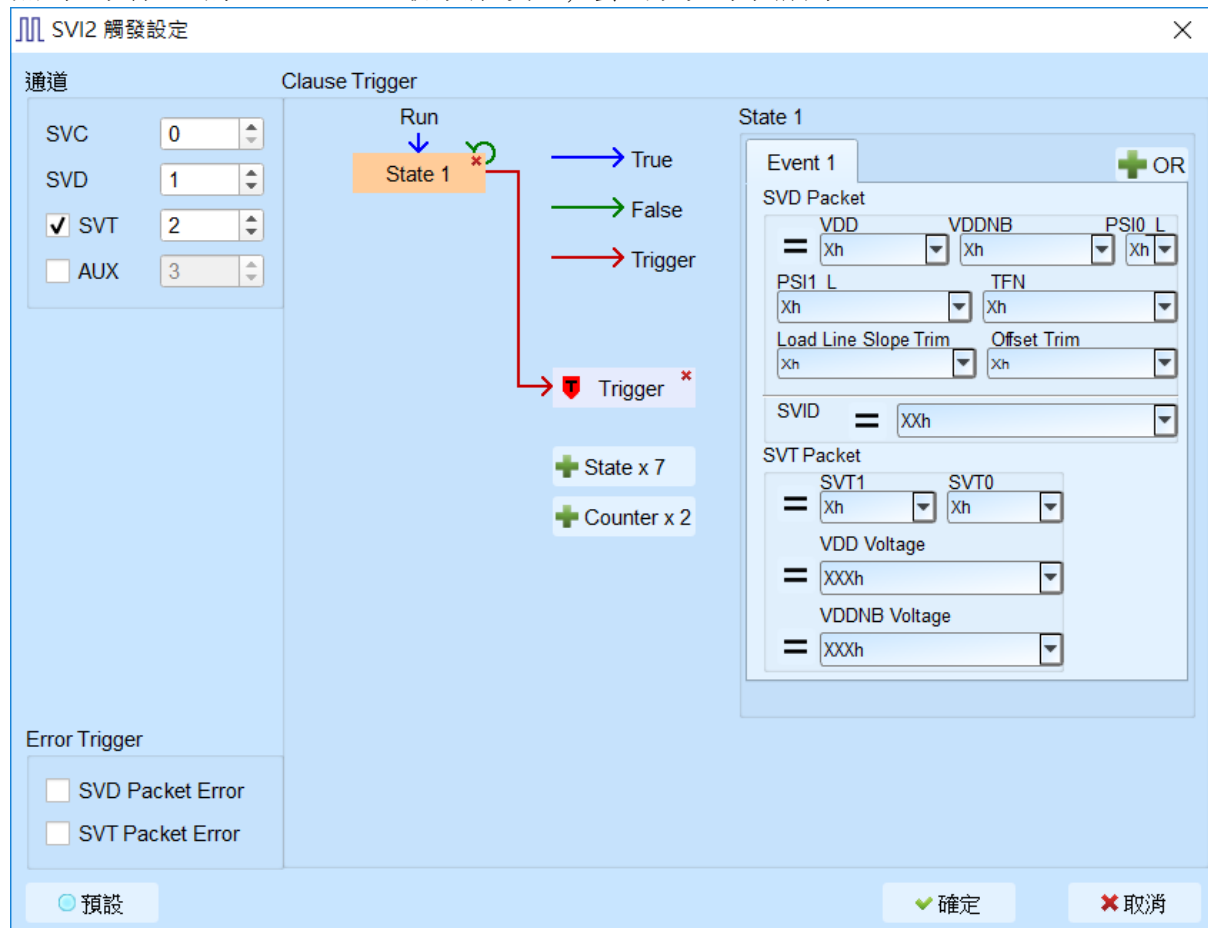 SVI2 觸發設定
通道
SVC 0
SVD 1
SVT 2
AUX 3
Clause Trigger
Run
State 1
True
False
Trigger
Trigger
State x 7
Counter x 2
State 1
Event 1
OR
SVD Packet
VDD VDDNB PSI0_L
= Xh Xh Xh
PSI1_L TFN
Xh Xh
Load Line Slope Trim Offset Trim
Xh Xh
SVID = XXh
SVT Packet
SVT1 SVT0
= Xh Xh
VDD Voltage
= XXXh
VDDNB Voltage
= XXXh
Error Trigger
SVD Packet Error
SVT Packet Error
預設
確定
取消